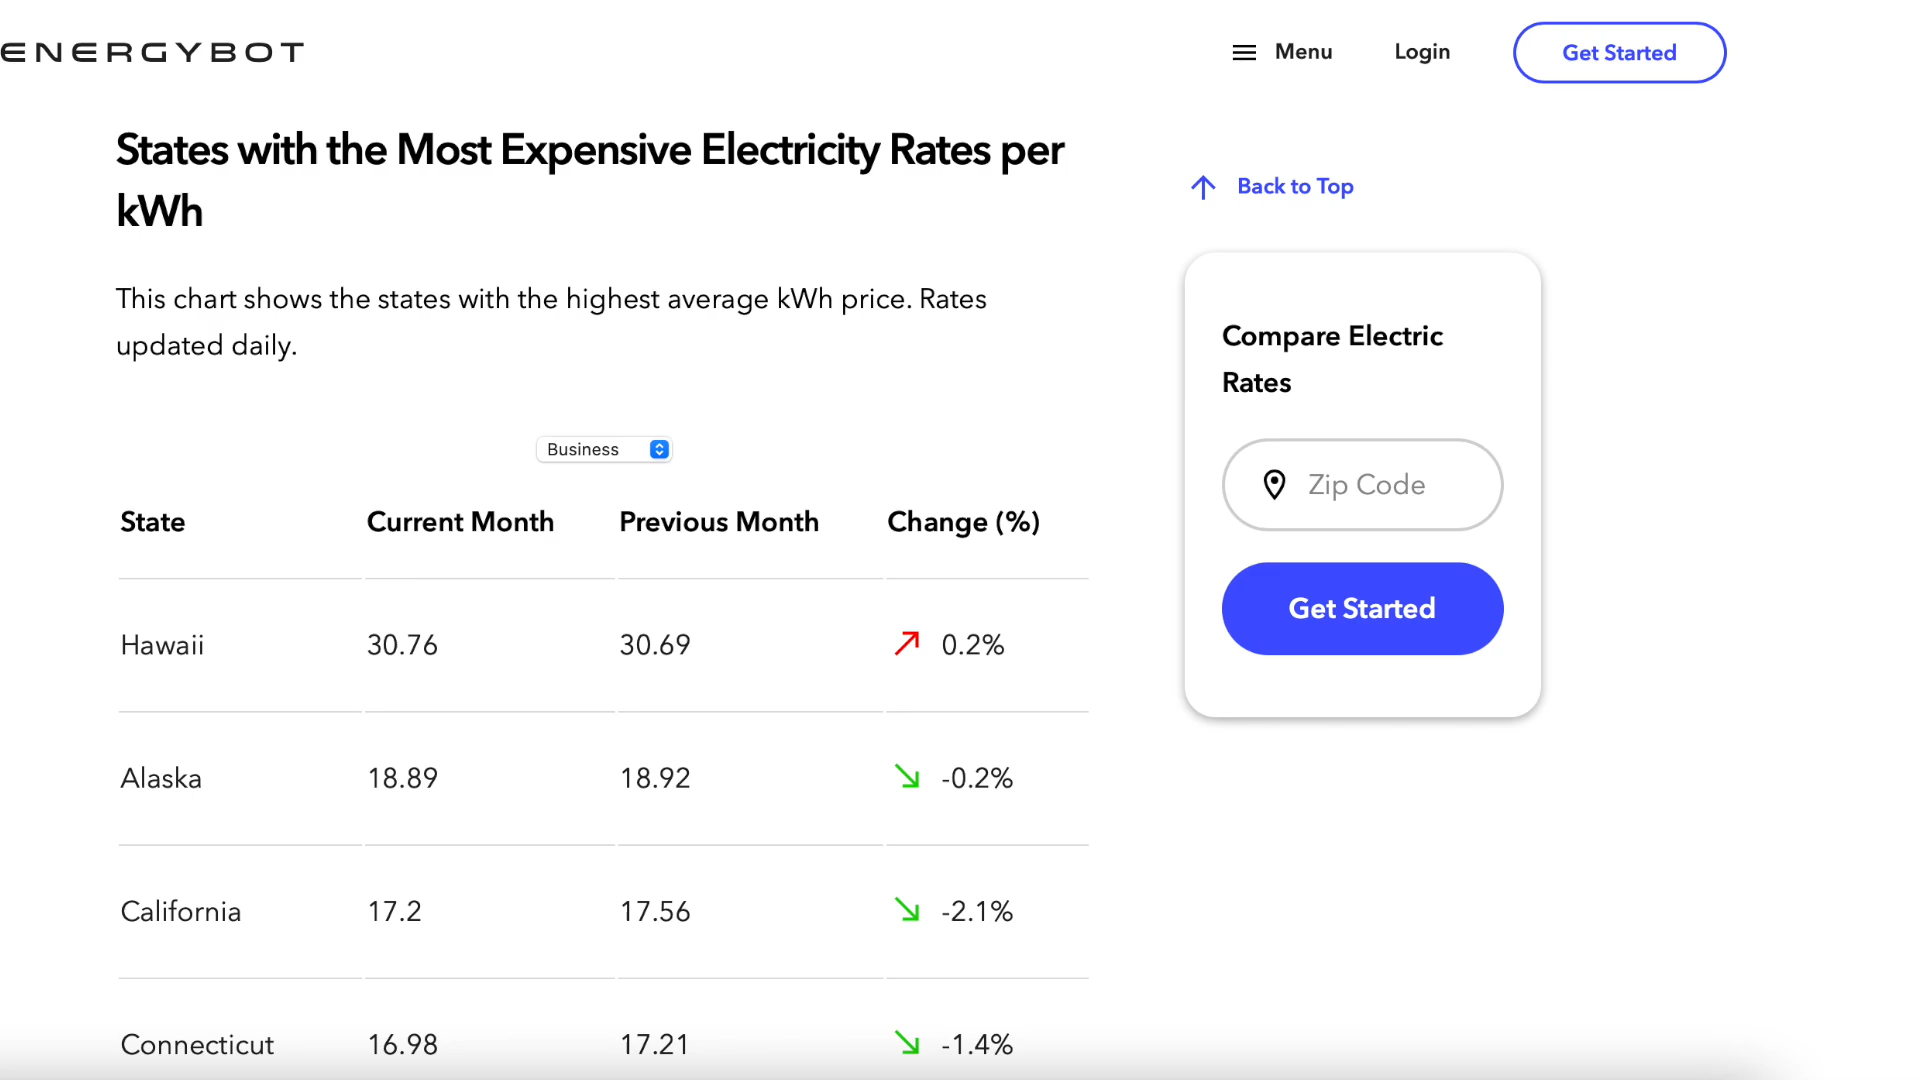 ENERGYBOT
Menu
Login
Get Started
States with the Most Expensive Electricity Rates per
kWh
This chart shows the states with the highest average kWh price. Rates
updated daily.
Back to Top
Compare Electric
Rates
Zip Code
Get Started
Business
State Current Month Previous Month Change (%)
Hawaii 30.76 30.69 0.2%
Alaska 18.89 18.92 -0.2%
California 17.2 17.56 -2.1%
Connecticut 16.98 17.21 -1.4%